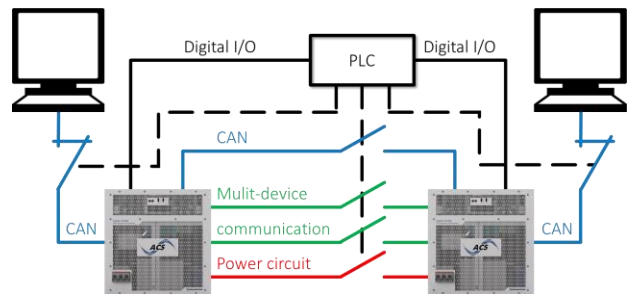 Digital I/O
PLC
Digital I/O
CAN
Mulit-device
CAN
communication
CAN
Power circuit
ACS
ACS